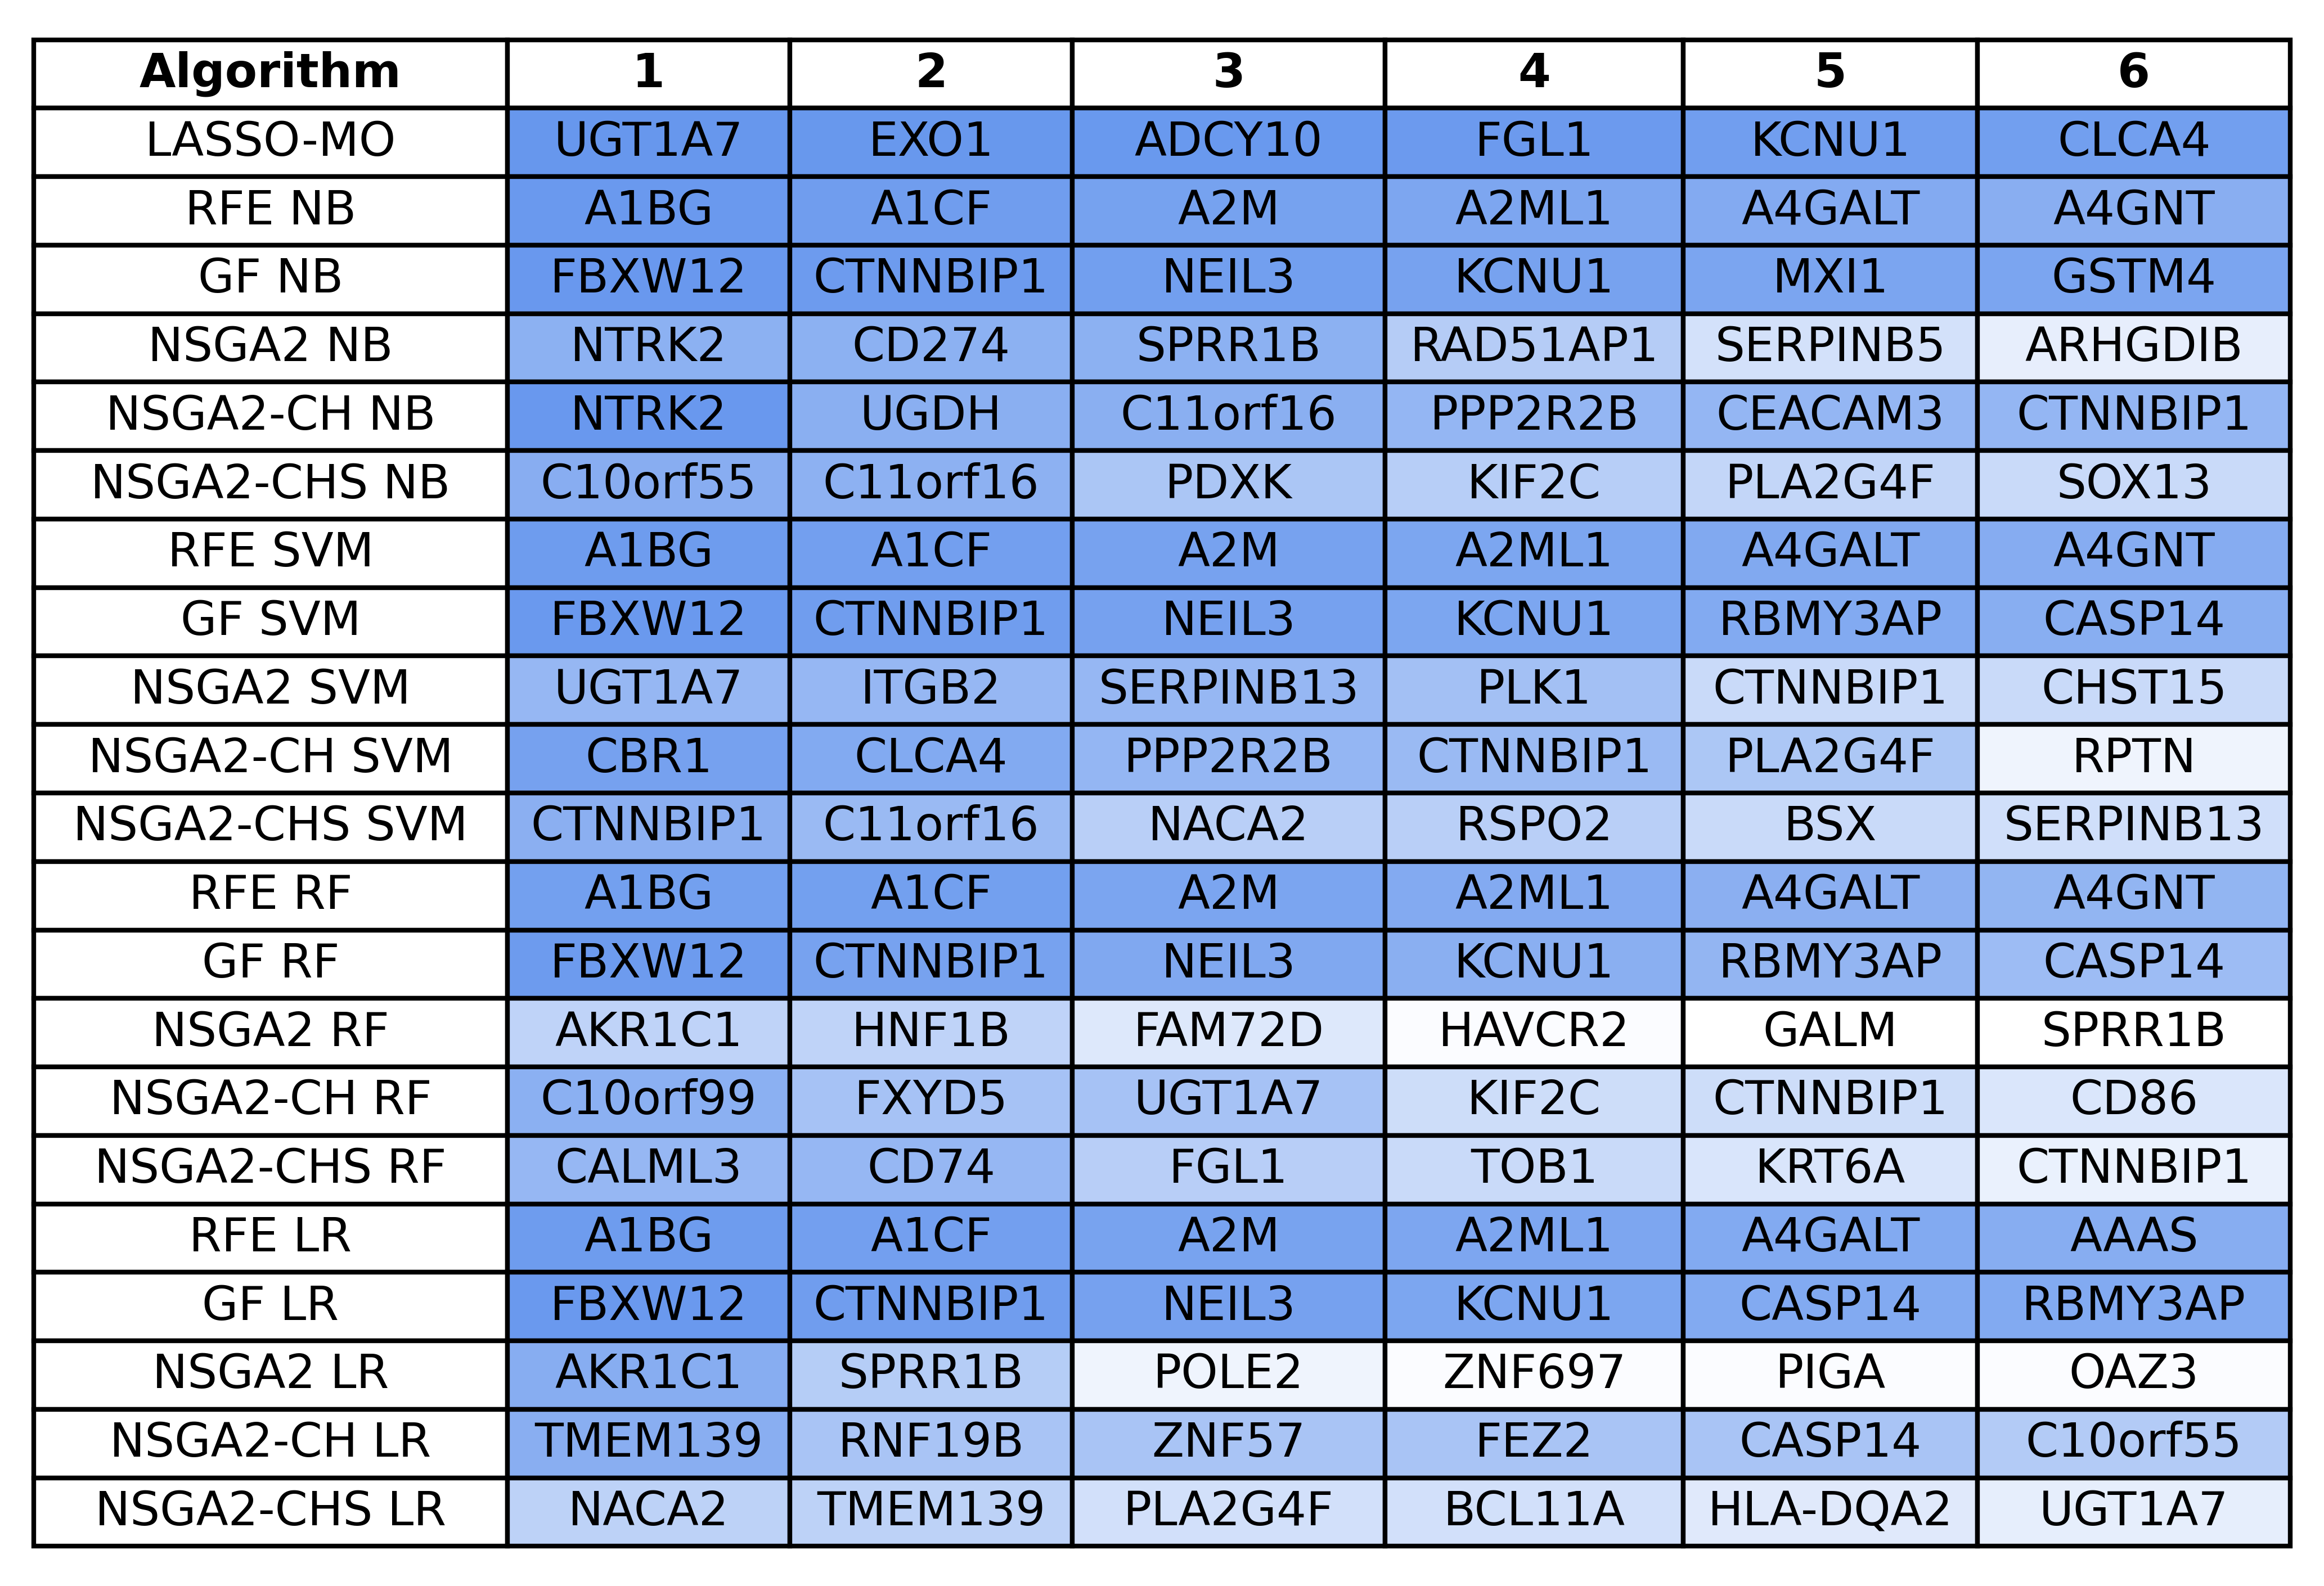 Algorithm 1 2 3 4 5 6
LASSO-MO UGT1A7 EXO1 ADCY10 FGL1 KCNU1 CLCA4
RFE NB A1BG A1CF A2M A2ML1 A4GALT A4GNT
GF NB FBXW12 CTNNBIP1 NEIL3 KCNU1 MXI1 GSTM4
NSGA2 NB NTRK2 CD274 SPRR1B RAD51AP1 SERPINB5 ARHGDIB
NSGA2-CH NB NTRK2 UGDH C11orf16 PPP2R2B CEACAM3 CTNNBIP1
NSGA2-CHS NB C10orf55 C11orf16 PDXK KIF2C PLA2G4F SOX13
RFE SVM A1BG A1CF A2M A2ML1 A4GALT A4GNT
GF SVM FBXW12 CTNNBIP1 NEIL3 KCNU1 RBMY3AP CASP14
NSGA2 SVM UGT1A7 ITGB2 SERPINB13 PLK1 CTNNBIP1 CHST15
NSGA2-CH SVM CBR1 CLCA4 PPP2R2B CTNNBIP1 PLA2G4F RPTN
NSGA2-CHS SVM CTNNBIP1 C11orf16 NACA2 RSPO2 BSX SERPINB13
RFE RF A1BG A1CF A2M A2ML1 A4GALT A4GNT
GF RF FBXW12 CTNNBIP1 NEIL3 KCNU1 RBMY3AP CASP14
NSGA2 RF AKR1C1 HNF1B FAM72D HAVCR2 GALM SPRR1B
NSGA2-CH RF C10orf99 FXYD5 UGT1A7 KIF2C CTNNBIP1 CD86
NSGA2-CHS RF CALML3 CD74 FGL1 TOB1 KRT6A CTNNBIP1
RFE LR A1BG A1CF A2M A2ML1 A4GALT AAAS
GF LR FBXW12 CTNNBIP1 NEIL3 KCNU1 CASP14 RBMY3AP
NSGA2 LR AKR1C1 SPRR1B POLE2 ZNF697 PIGA OAZ3
NSGA2-CH LR TMEM139 RNF19B ZNF57 FEZ2 CASP14 C10orf55
NSGA2-CHS LR NACA2 TMEM139 PLA2G4F BCL11A HLA-DQA2 UGT1A7